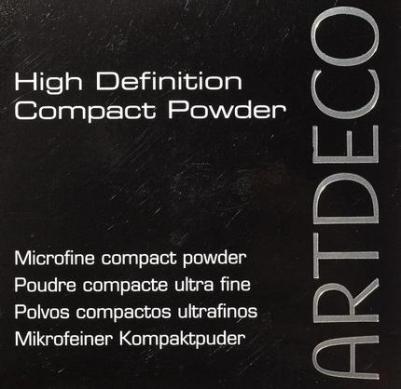 High Definition
Compact Powder
Microfine compact powder
Poudre compacte ultra fine
Polvos compactos ultrafinos
Mikrofeiner Kompaktpuder
ARTDECO